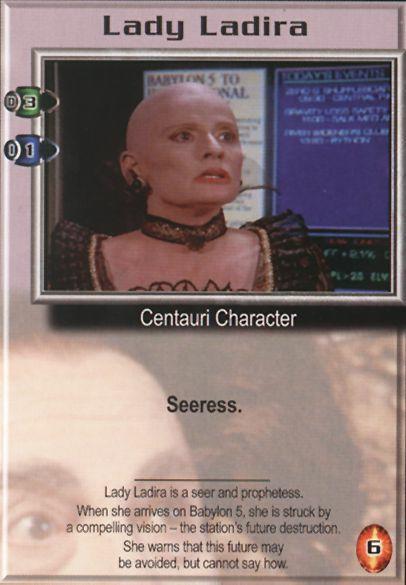 Lady Ladira
3
1
BABYLON 5 TO
TODAY'S EVENTS
Centauri Character
Seeress.
Lady Ladira is a seer and prophetess.
When she arrives on Babylon 5, she is struck by
a compelling vision – the station's future destruction.
She warns that this future may
be avoided, but cannot say how.
6